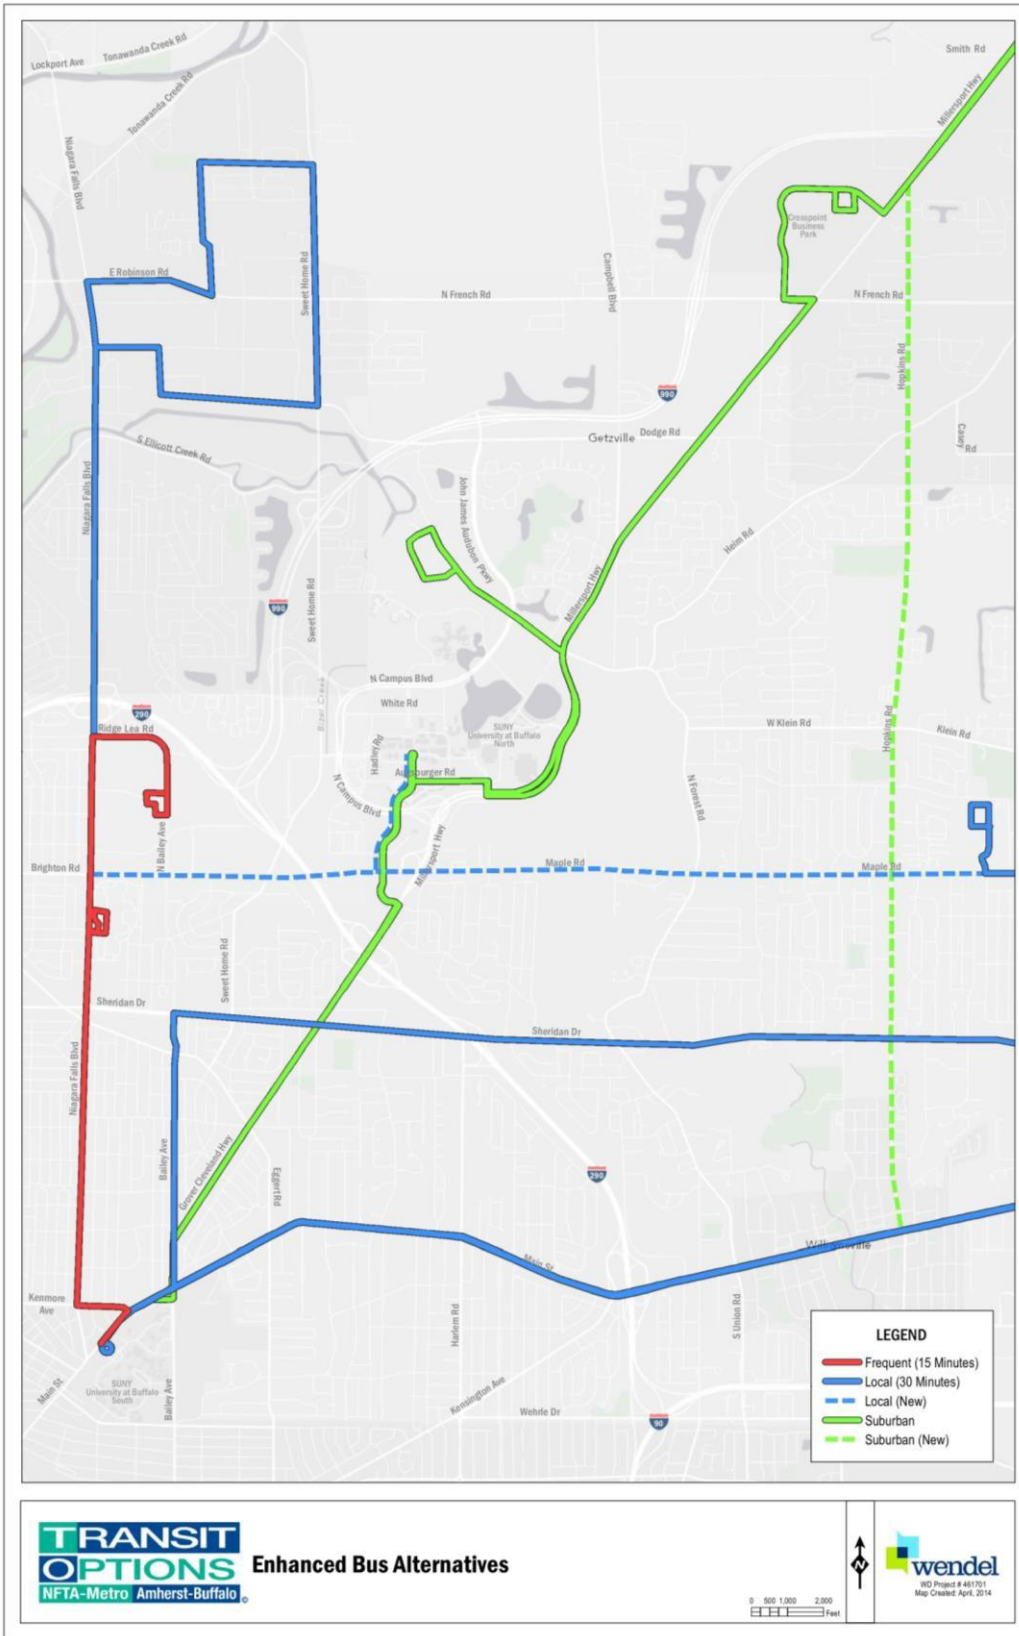 Lockport Ave
Tonawanda Creek Rd
Smith Rd
Tonawanda Creek Rd
Millersport Hwy
Niagara Falls Blvd
Crosspoint
Business
Park
E Robinson Rd
Sweet Home Rd
Campbell Blvd
N French Rd
N French Rd
Hopkins Rd
990
Getzville
Dodge Rd
Casey
Rd
S Ellicott Creek Rd
Niagara Falls Blvd
John James Audubon Pkwy
Heim Rd
Millersport Hwy
990
Sweet Home Rd
N Campus Blvd
White Rd
290
Ridge Lea Rd
SUNY
University at Buffalo
North
W Klein Rd
Hopkins Rd
Klein Rd
Hadley Rd
N Campus Blvd
N Forest Rd
Millersport Hwy
N Bailey Ave
Brighton Rd
Maple Rd
Maple Rd
Sweet Home Rd
Sheridan Dr
Sheridan Dr
Niagara Falls Blvd
Bailey Ave
Grover Cleveland Hwy
Eggert Rd
290
Main St
Kenmore
Ave
Harlem Rd
S Union Rd
Main St
SUNY
University at Buffalo
South
Bailey Ave
Kensington Ave
Wehrle Dr
90
LEGEND
Frequent (15 Minutes)
Local (30 Minutes)
Local (New)
Suburban
Suburban (New)
TRANSIT
OPTIONS
NFTA-Metro Amherst-Buffalo ©
Enhanced Bus Alternatives
0 500 1,000 2,000
Feet
N
wendel
WD Project # 461701
Map Created: April, 2014